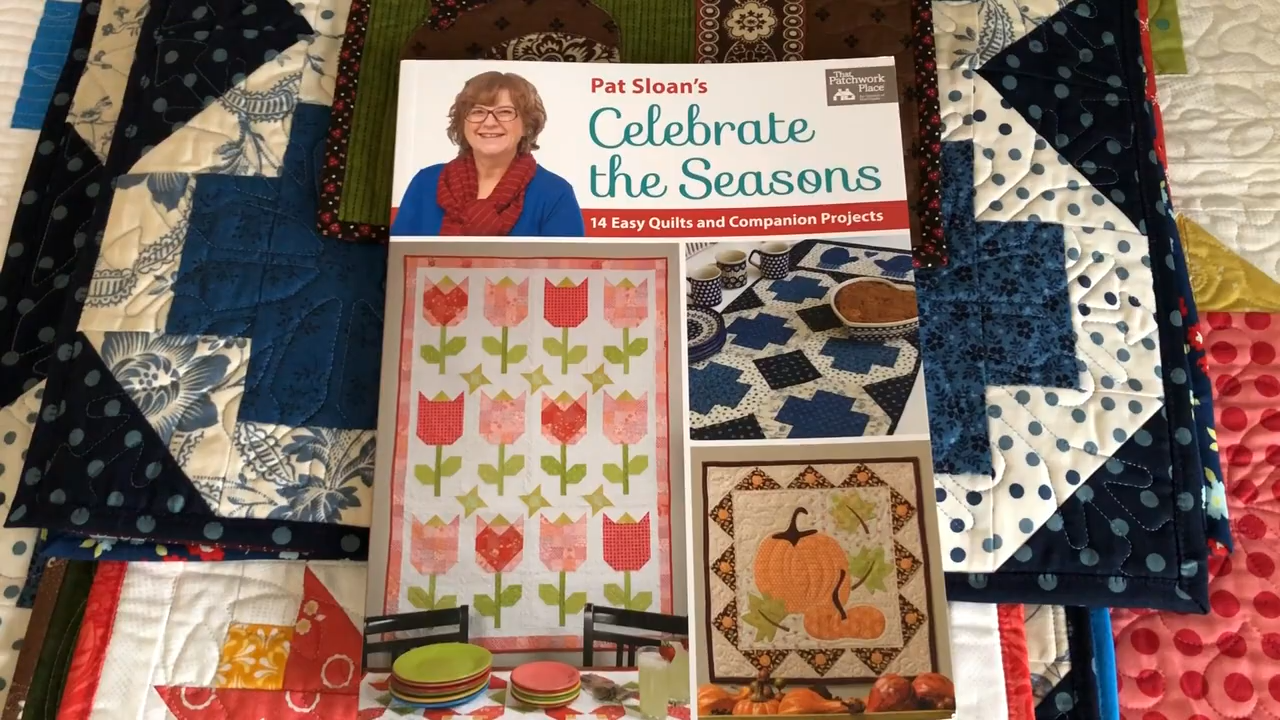 Pat Sloan's
That
Patchwork
Place
Celebrate
the Seasons
14 Easy Quilts and Companion Projects